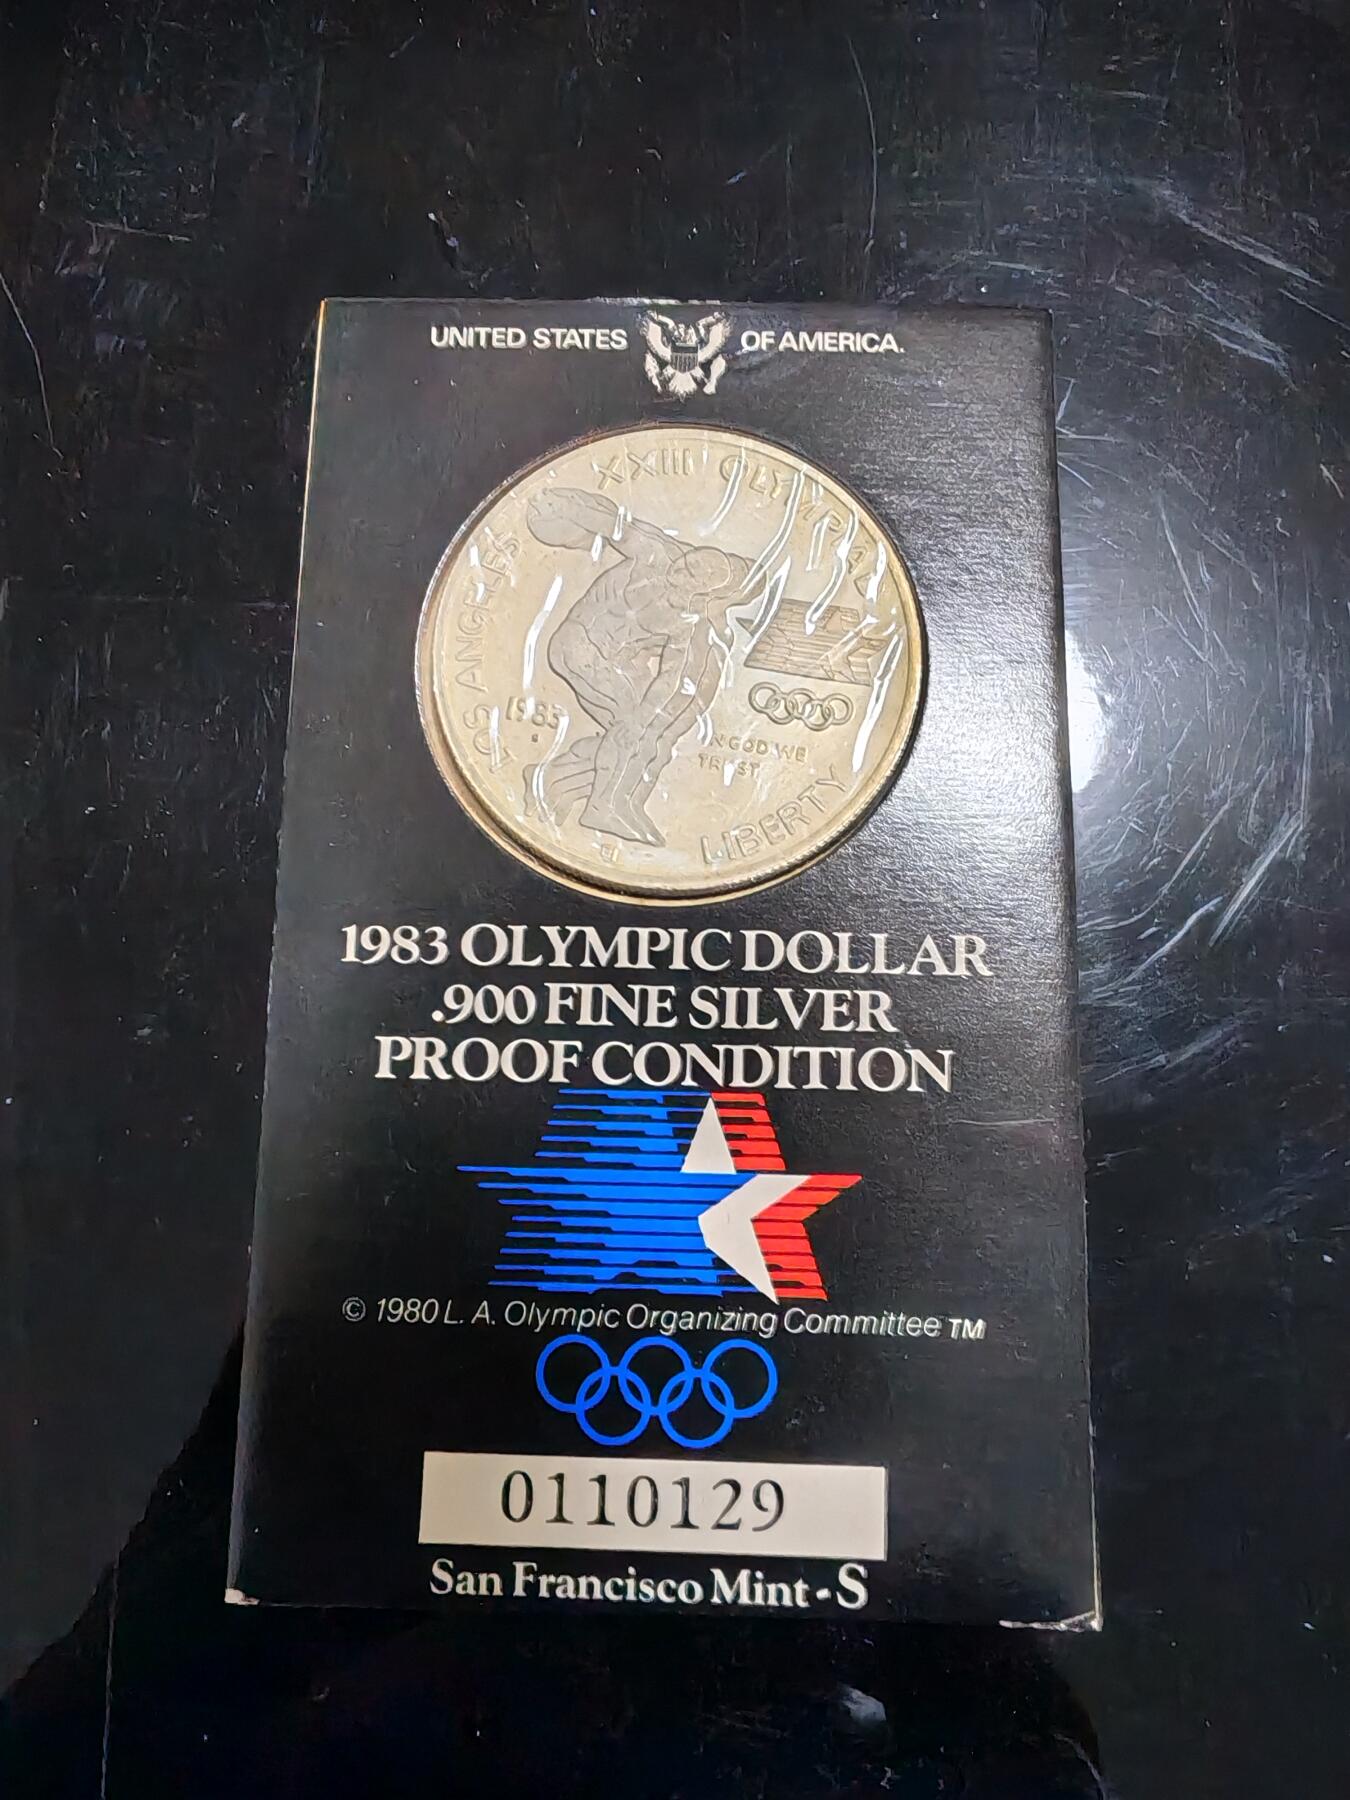 UNITED STATES OF AMERICA.
XXIII OLYMPIAD
LOS ANGELES
1983
S
IN GOD WE
TRUST
LIBERTY
1983 OLYMPIC DOLLAR
.900 FINE SILVER
PROOF CONDITION
© 1980 L. A. Olympic Organizing Committee TM
0110129
San Francisco Mint - S